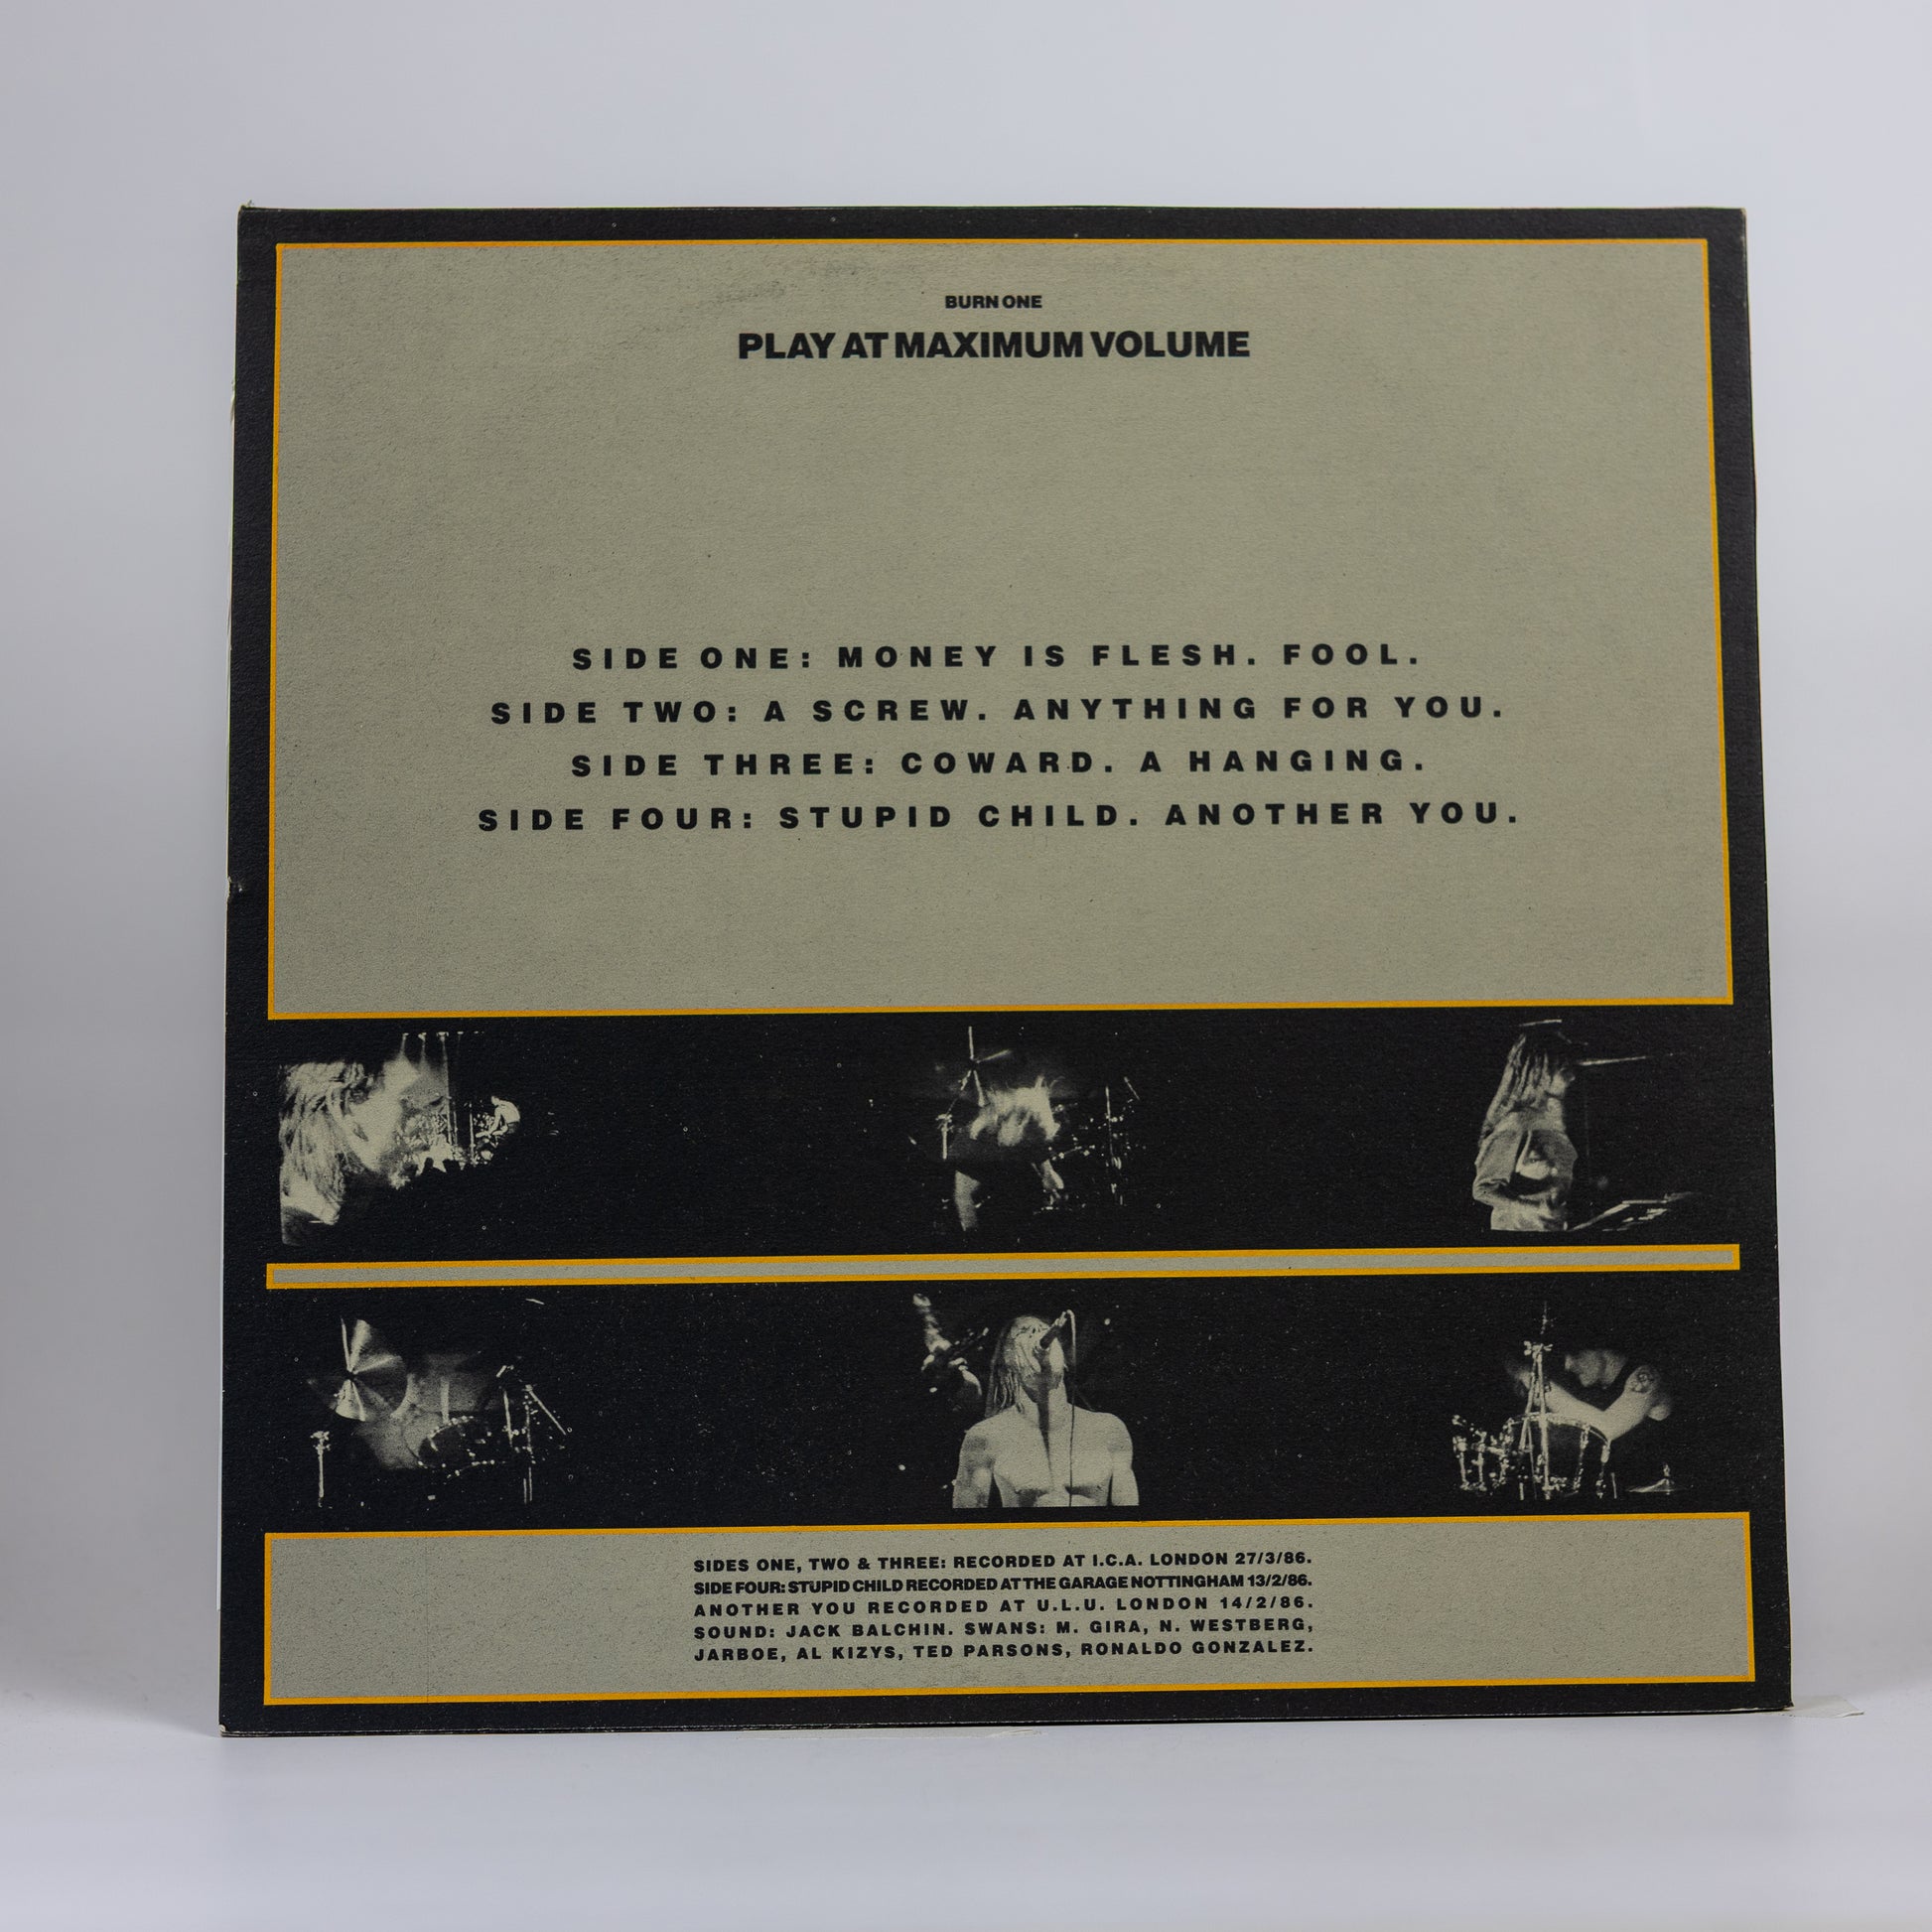 BURN ONE
PLAY AT MAXIMUM VOLUME
SIDE ONE: MONEY IS FLESH. FOOL.
SIDE TWO: A SCREW. ANYTHING FOR YOU.
SIDE THREE: COWARD. A HANGING.
SIDE FOUR: STUPID CHILD. ANOTHER YOU.
SIDES ONE, TWO & THREE: RECORDED AT I.C.A. LONDON 27/3/86.
SIDE FOUR: STUPID CHILD RECORDED AT THE GARAGE NOTTINGHAM 13/2/86.
ANOTHER YOU RECORDED AT U.L.U. LONDON 14/2/86.
SOUND: JACK BALCHIN. SWANS: M. GIRA, N. WESTBERG,
JARBOE, AL KIZYS, TED PARSONS, RONALDO GONZALEZ.